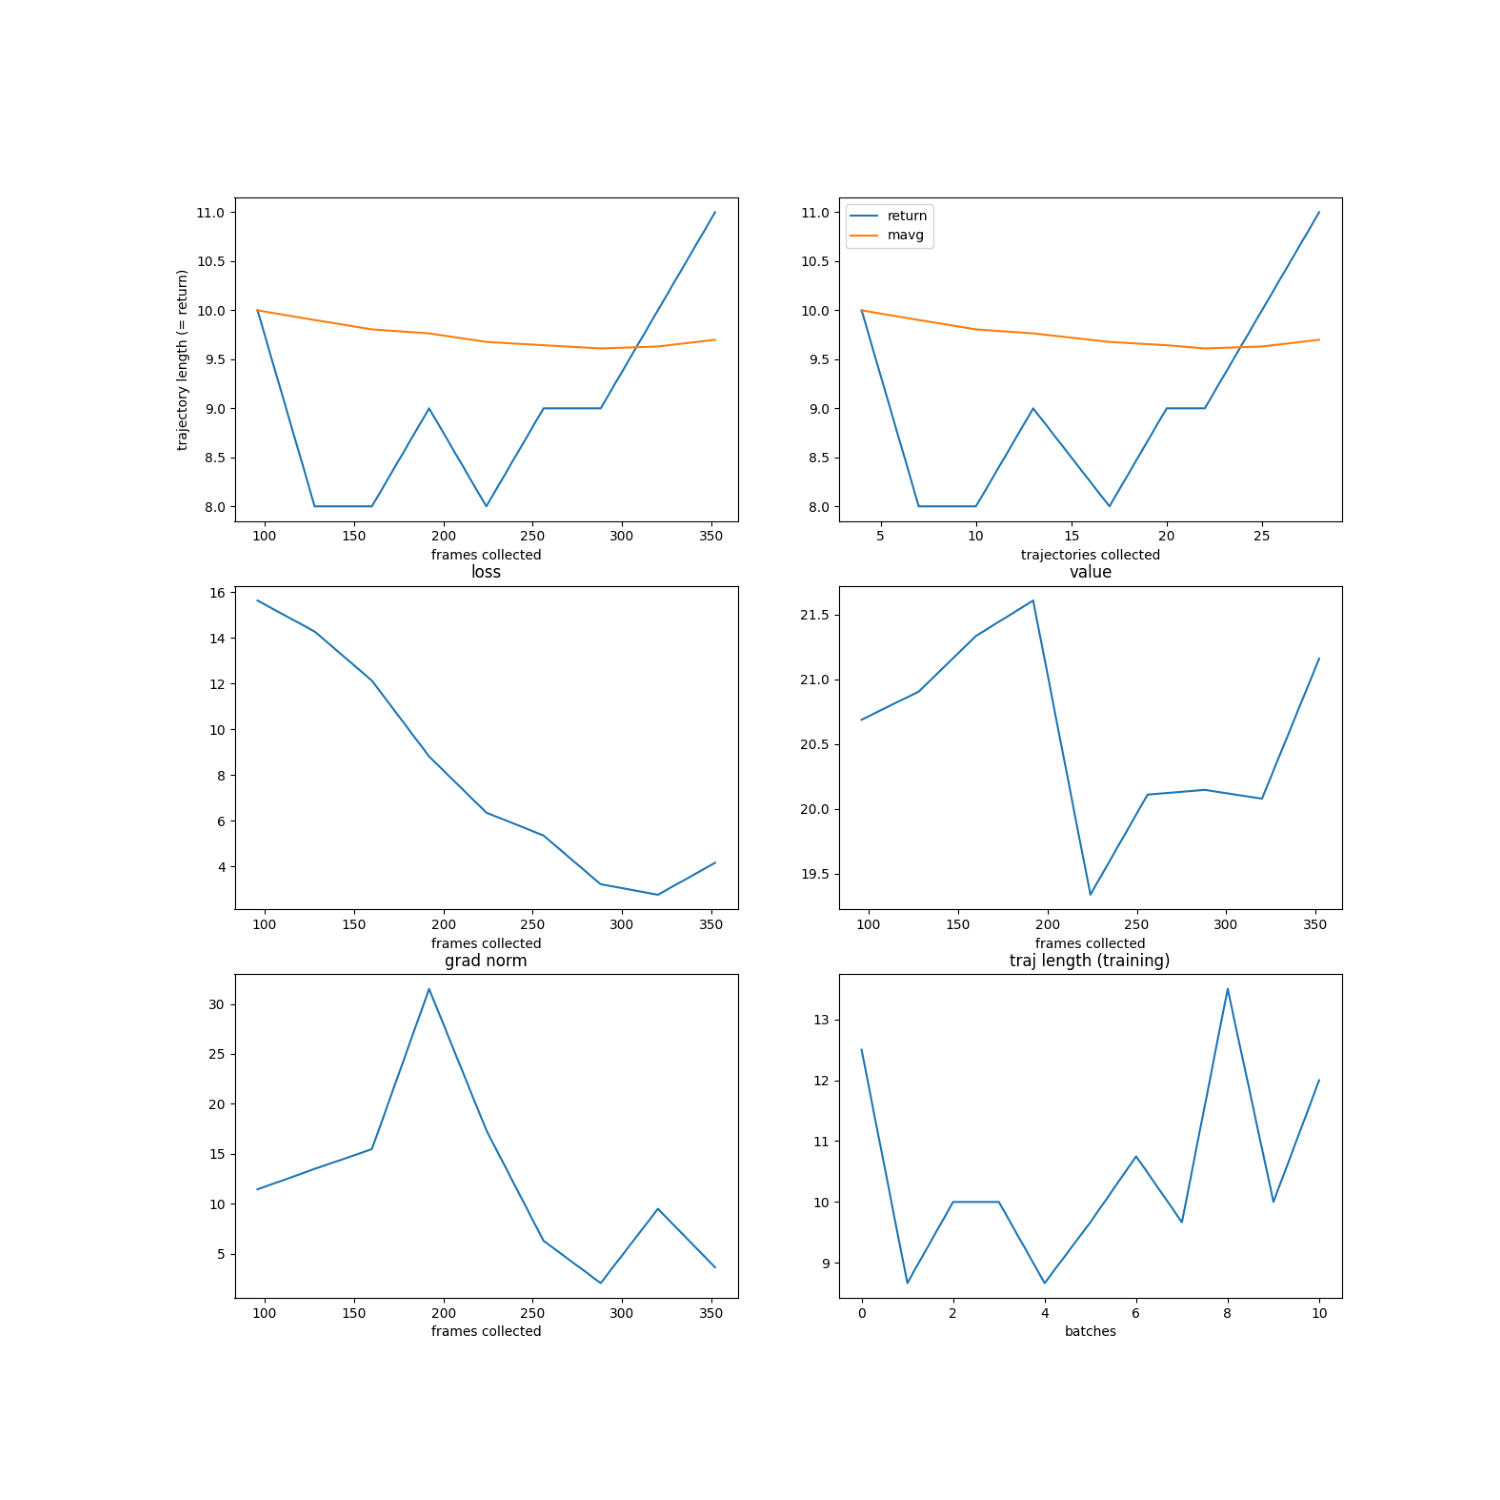 trajectory length (= return)
11.0
10.5
10.0
9.5
9.0
8.5
8.0
100 150 200 250 300 350
frames collected
return
mavg
11.0
10.5
10.0
9.5
9.0
8.5
8.0
5 10 15 20 25
trajectories collected
loss
16
14
12
10
8
6
4
100 150 200 250 300 350
frames collected
value
21.5
21.0
20.5
20.0
19.5
100 150 200 250 300 350
frames collected
grad norm
30
25
20
15
10
5
100 150 200 250 300 350
frames collected
traj length (training)
13
12
11
10
9
0 2 4 6 8 10
batches